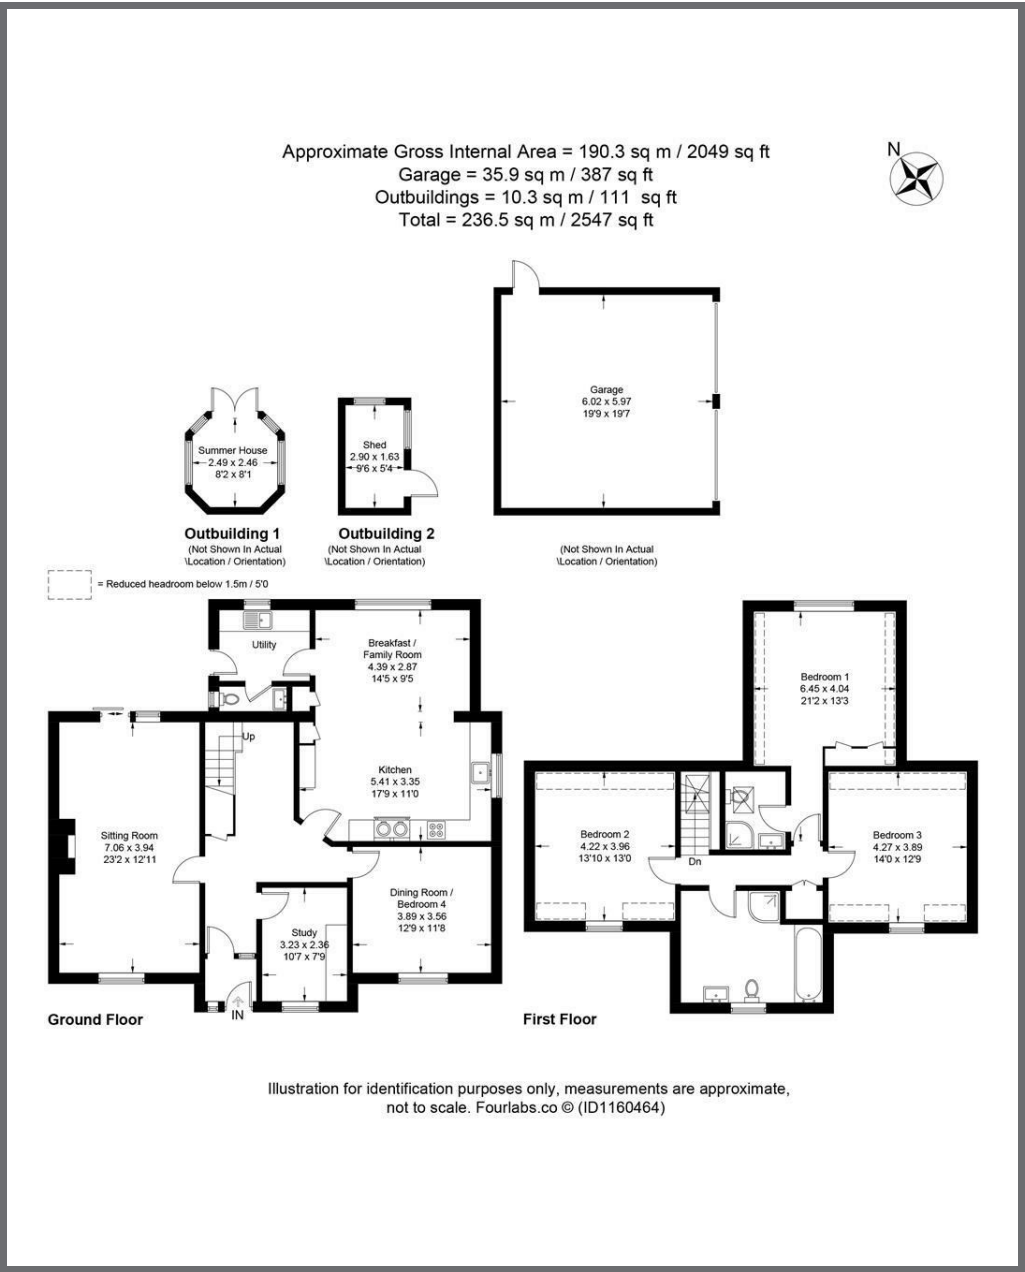 Approximate Gross Internal Area = 190.3 sq m / 2049 sq ft
Garage = 35.9 sq m / 387 sq ft
Outbuildings = 10.3 sq m / 111 sq ft
Total = 236.5 sq m / 2547 sq ft
N
Garage
6.02 x 5.97
19'9 x 19'7
Summer House
2.49 x 2.46
8'2 x 8'1
Shed
2.90 x 1.63
9'6 x 5'4
Outbuilding 1
(Not Shown In Actual
\Location / Orientation)
Outbuilding 2
(Not Shown In Actual
\Location / Orientation)
(Not Shown In Actual
\Location / Orientation)
= Reduced headroom below 1.5m / 5'0
Utility
Breakfast /
Family Room
4.39 x 2.87
14'5 x 9'5
Up
Kitchen
5.41 x 3.35
17'9 x 11'0
Sitting Room
7.06 x 3.94
23'2 x 12'11
Dining Room /
Bedroom 4
3.89 x 3.56
12'9 x 11'8
Study
3.23 x 2.36
10'7 x 7'9
IN
Ground Floor
Bedroom 1
6.45 x 4.04
21'2 x 13'3
Bedroom 2
4.22 x 3.96
13'10 x 13'0
Dn
Bedroom 3
4.27 x 3.89
14'0 x 12'9
First Floor
Illustration for identification purposes only, measurements are approximate,
not to scale. Fourlabs.co © (ID1160464)